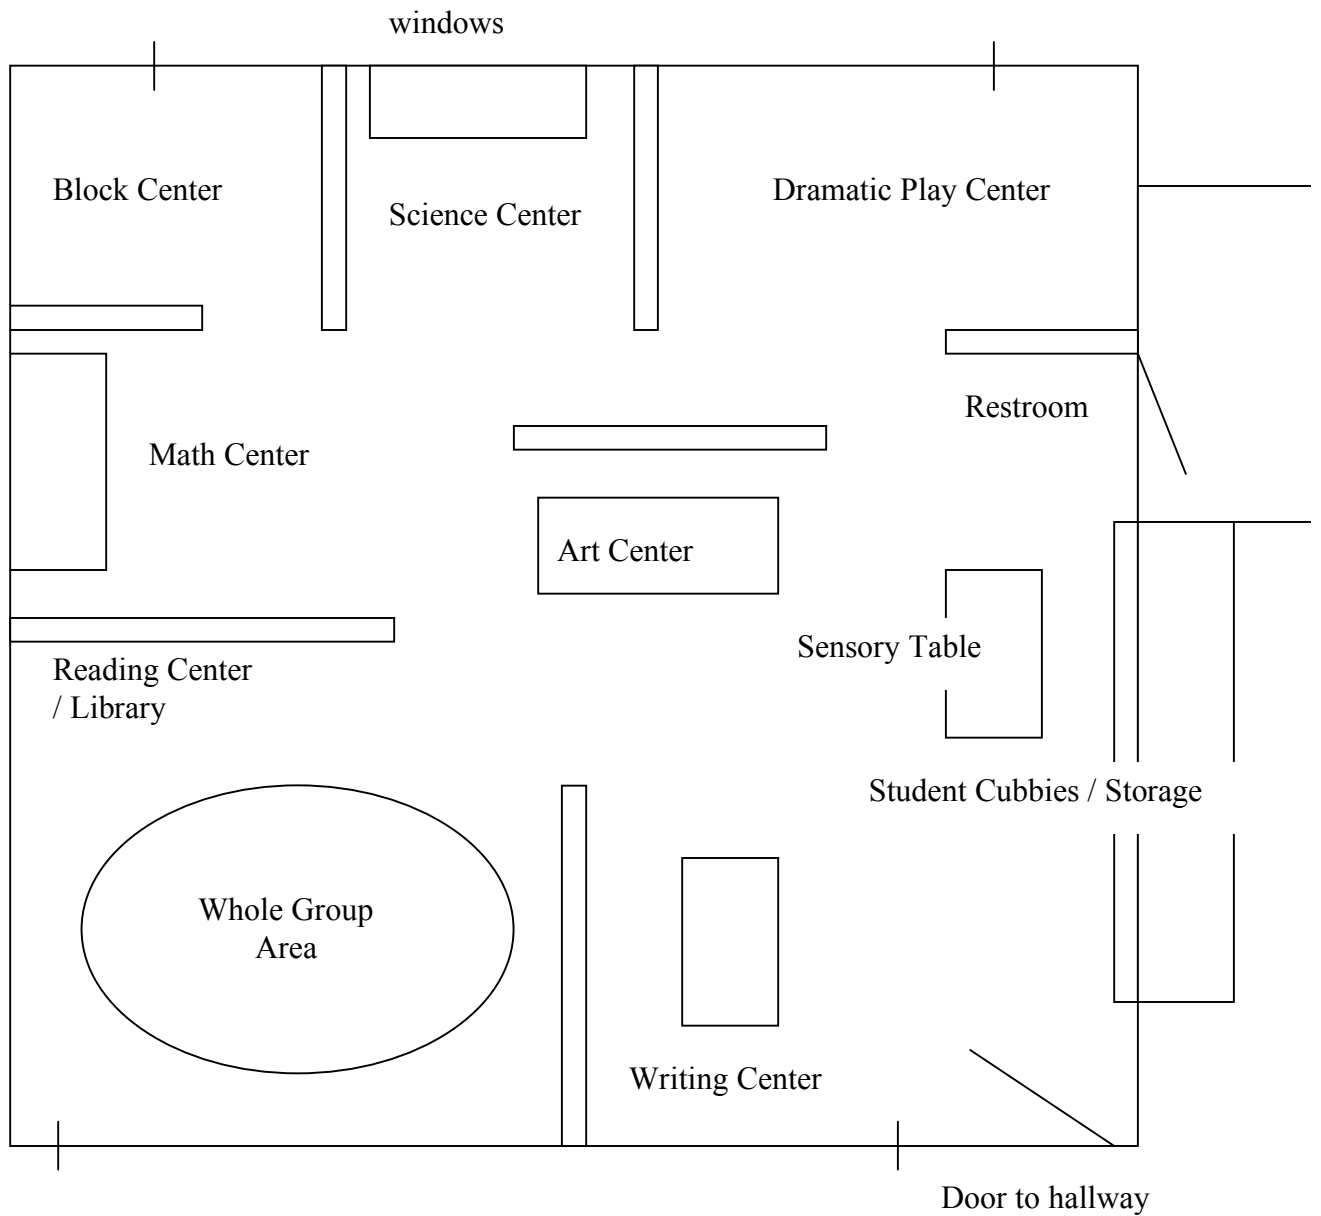 windows
Block Center
Science Center
Dramatic Play Center
Restroom
Math Center
Art Center
Sensory Table
Reading Center
/ Library
Student Cubbies / Storage
Whole Group
Area
Writing Center
Door to hallway